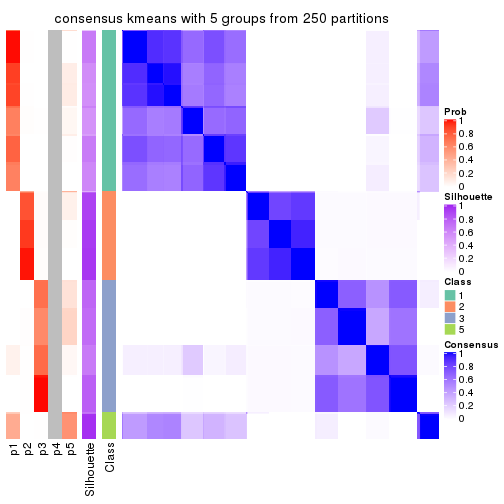 consensus kmeans with 5 groups from 250 partitions
Prob
1
0.8
0.6
0.4
0.2
0
Silhouette
1
0.8
0.6
0.4
0.2
0
Class
1
2
3
5
Consensus
1
0.8
0.6
0.4
0.2
0
p1
p2
p3
p4
p5
Silhouette
Class